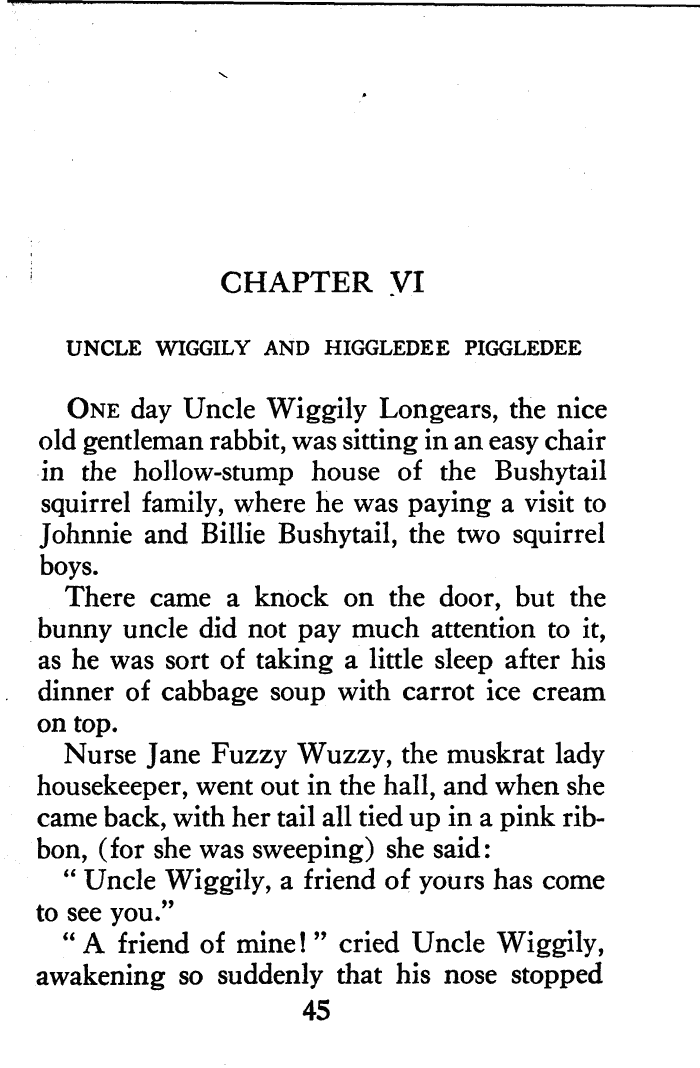 CHAPTER VI
UNCLE WIGGILY AND HIGGLEDEE PIGGLEDEE
ONE day Uncle Wiggily Longears, the nice
old gentleman rabbit, was sitting in an easy chair
in the hollow-stump house of the Bushytail
squirrel family, where he was paying a visit to
Johnnie and Billie Bushytail, the two squirrel
boys.
There came a knock on the door, but the
bunny uncle did not pay much attention to it,
as he was sort of taking a little sleep after his
dinner of cabbage soup with carrot ice cream
on top.
Nurse Jane Fuzzy Wuzzy, the muskrat lady
housekeeper, went out in the hall, and when she
came back, with her tail all tied up in a pink rib-
bon, (for she was sweeping) she said:
“ Uncle Wiggily, a friend of yours has come
to see you.”
“ A friend of mine! ” cried Uncle Wiggily,
awakening so suddenly that his nose stopped
45